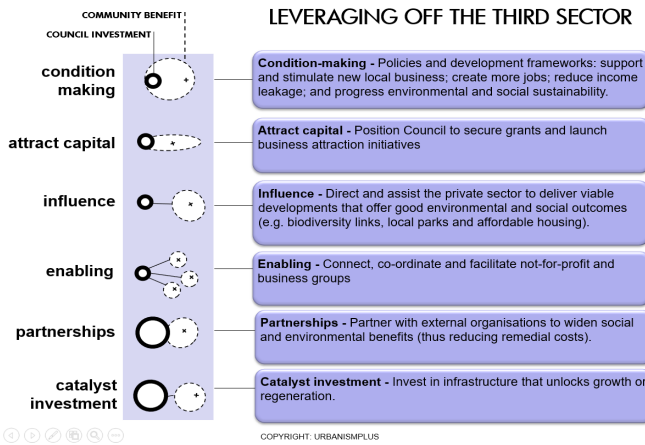 LEVERAGING OFF THE THIRD SECTOR
COMMUNITY BENEFIT
COUNCIL INVESTMENT
condition
making
Condition-making - Policies and development frameworks: support
and stimulate new local business; create more jobs; reduce income
leakage; and progress environmental and social sustainability.
attract capital
Attract capital - Position Council to secure grants and launch
business attraction initiatives
influence
Influence - Direct and assist the private sector to deliver viable
developments that offer good environmental and social outcomes
(e.g. biodiversity links, local parks and affordable housing).
enabling
Enabling - Connect, co-ordinate and facilitate not-for-profit and
business groups
partnerships
Partnerships - Partner with external organisations to widen social
and environmental benefits (thus reducing remedial costs).
catalyst
investment
Catalyst investment - Invest in infrastructure that unlocks growth or
regeneration.
COPYRIGHT: URBANISMPLUS